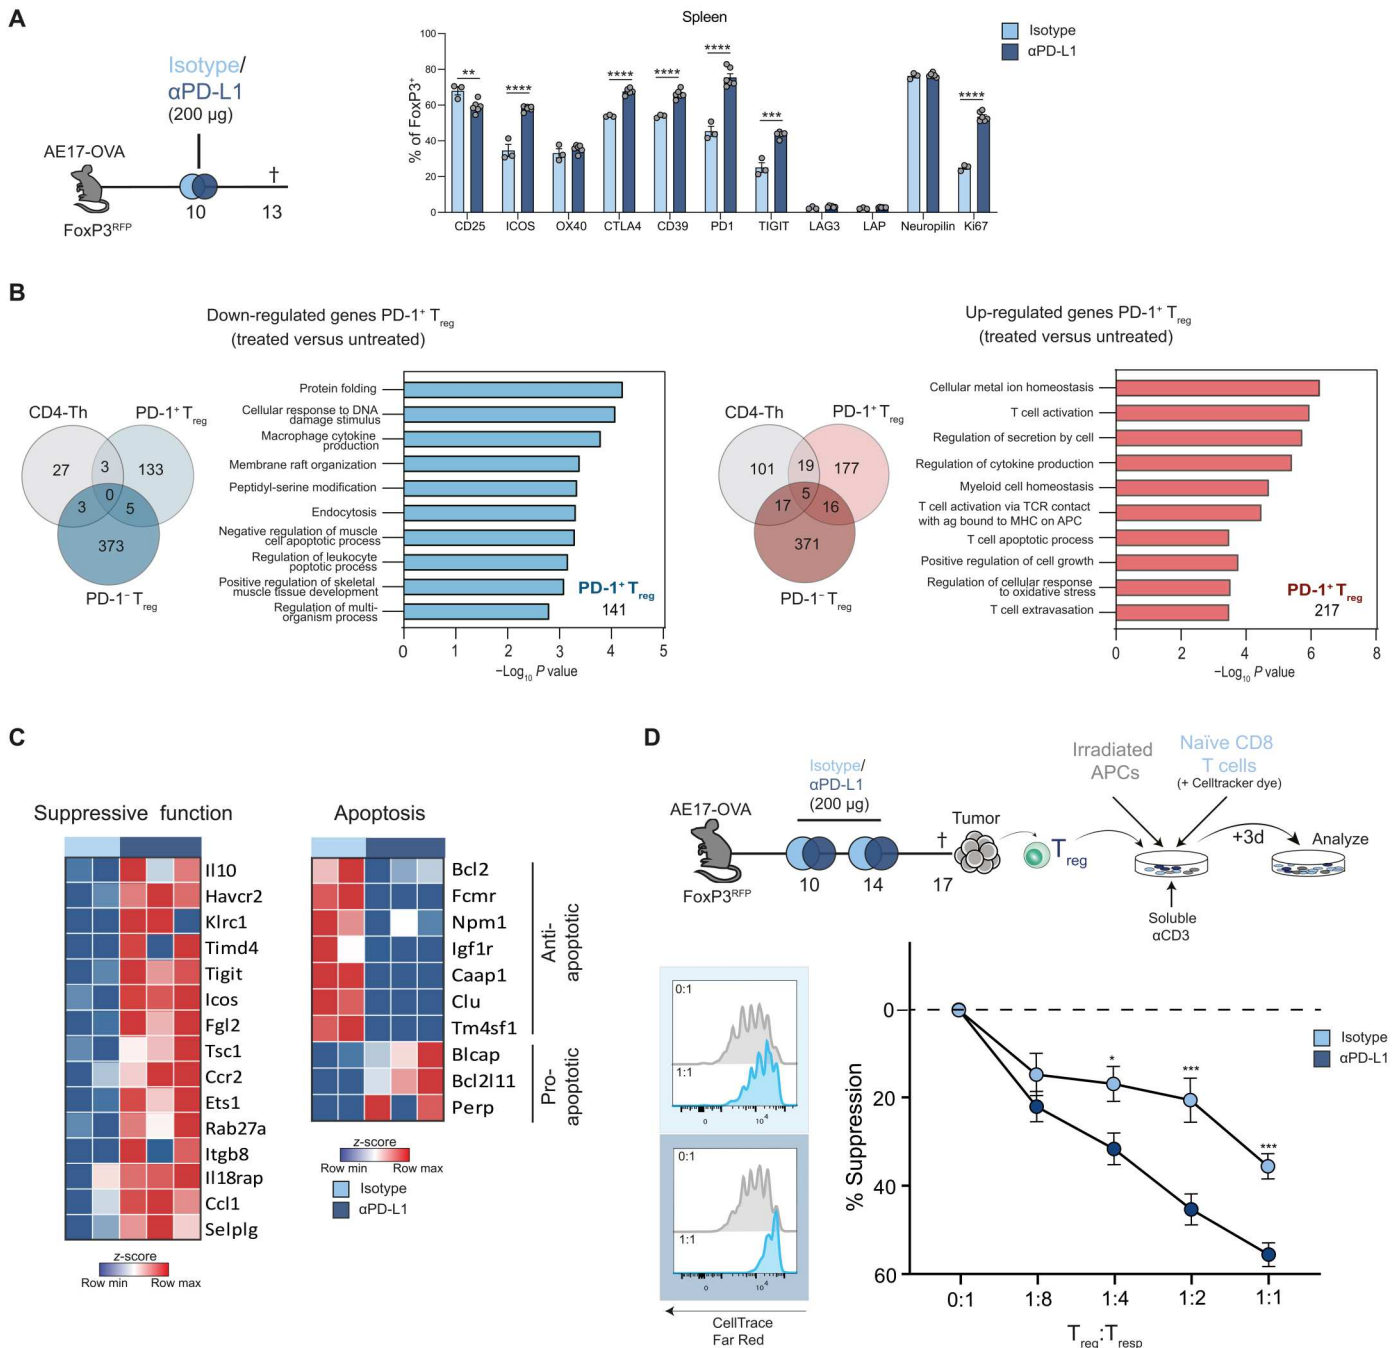 A
Isotype/
αPD-L1
(200 µg)
AE17-OVA
FoxP3RFP
10
†
13
Spleen
Isotype
αPD-L1
% of FoxP3+
100
80
60
40
20
0
**
****
****
****
****
***
****
CD25
ICOS
OX40
CTLA4
CD39
PD1
TIGIT
LAG3
LAP
Neuropilin
Ki67
B
Down-regulated genes PD-1+ Treg
(treated versus untreated)
CD4-Th
PD-1+ Treg
27
3
133
0
3
5
373
PD-1− Treg
Protein folding
Cellular response to DNA
damage stimulus
Macrophage cytokine
production
Membrane raft organization
Peptidyl-serine modification
Endocytosis
Negative regulation of muscle
cell apoptotic process
Regulation of leukocyte
poptotic process
Positive regulation of skeletal
muscle tissue development
Regulation of multi-
organism process
PD-1+ Treg
141
0
1
2
3
4
5
−Log10 P value
Up-regulated genes PD-1+ Treg
(treated versus untreated)
CD4-Th
PD-1+ Treg
101
19
177
5
17
16
371
PD-1− Treg
Cellular metal ion homeostasis
T cell activation
Regulation of secretion by cell
Regulation of cytokine production
Myeloid cell homeostasis
T cell activation via TCR contact
with ag bound to MHC on APC
T cell apoptotic process
Positive regulation of cell growth
Regulation of cellular response
to oxidative stress
T cell extravasation
PD-1+ Treg
217
0
2
4
6
8
−Log10 P value
C
Suppressive function
Il10
Havcr2
Klrc1
Timd4
Tigit
Icos
Fgl2
Tsc1
Ccr2
Ets1
Rab27a
Itgb8
Il18rap
Ccl1
Selplg
z-score
Row min
Row max
Apoptosis
Bcl2
Fcmr
Npm1
Igf1r
Caap1
Clu
Tm4sf1
Blcap
Bcl2l11
Perp
Anti-
apoptotic
Pro-
apoptotic
z-score
Row min
Row max
Isotype
αPD-L1
D
Isotype/
αPD-L1
(200 µg)
AE17-OVA
FoxP3RFP
10
14
†
17
Tumor
Treg
Irradiated
APCs
Naïve CD8
T cells
(+ Celltracker dye)
Soluble
αCD3
+3d
Analyze
0:1
1:1
0
10⁴
0:1
1:1
0
10⁴
CellTrace
Far Red
% Suppression
0
20
40
60
*
***
***
0:1
1:8
1:4
1:2
1:1
Treg:Tresp
Isotype
αPD-L1